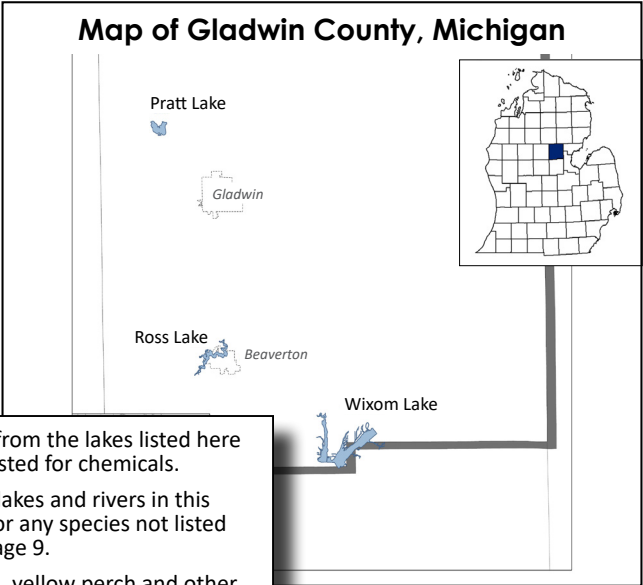 Map of Gladwin County, Michigan
Pratt Lake
Gladwin
Ross Lake
Beaverton
Wixom Lake
from the lakes listed here
sted for chemicals.
akes and rivers in this
or any species not listed
age 9.
yellow perch and other